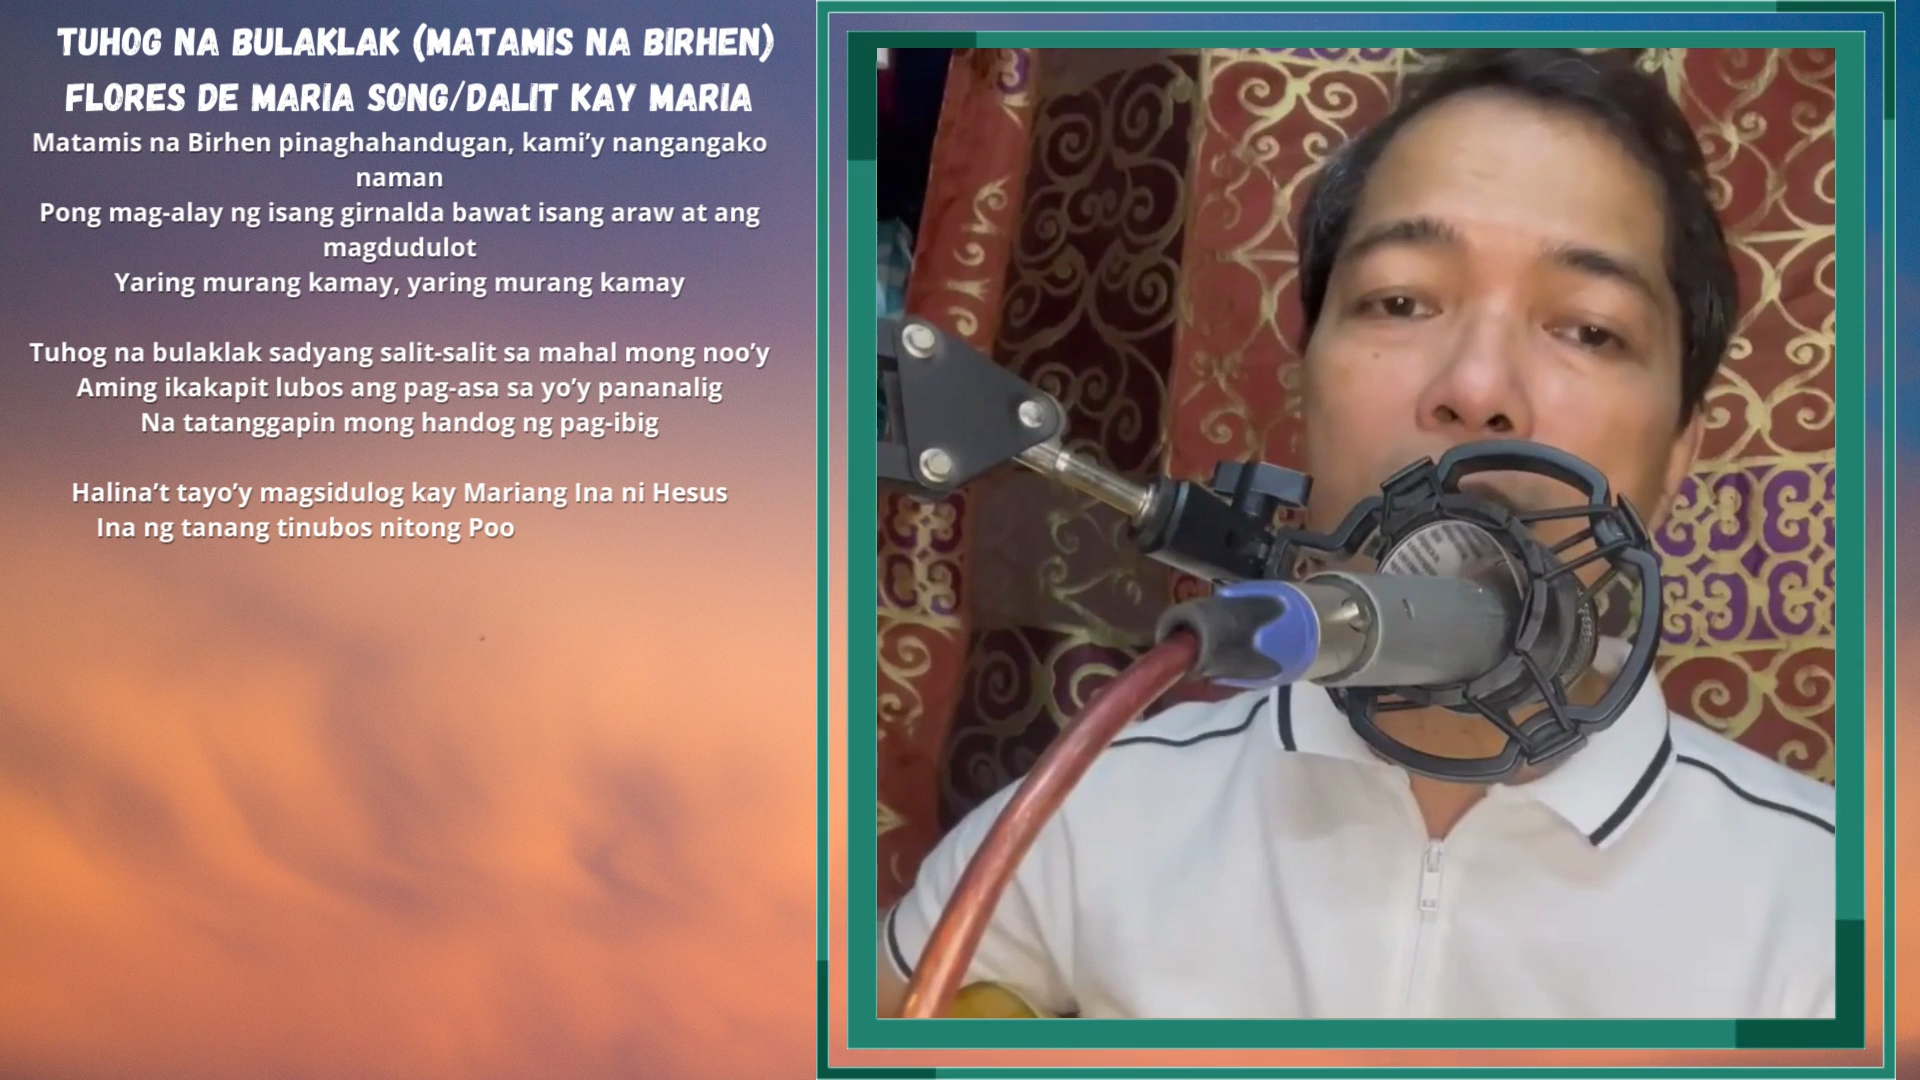 TUHOG NA BULAKLAK (MATAMIS NA BIRHEN)
FLORES DE MARIA SONG/DALIT KAY MARIA
Matamis na Birhen pinaghahandugan, kami’y nangangako
naman
Pong mag-alay ng isang girnalda bawat isang araw at ang
magdudulot
Yaring murang kamay, yaring murang kamay
Tuhog na bulaklak sadyang salit-salit sa mahal mong noo’y
Aming ikakapit lubos ang pag-asa sa yo’y pananalig
Na tatanggapin mong handog ng pag-ibig
Halina’t tayo’y magsidulog kay Mariang Ina ni Hesus
Ina ng tanang tinubos nitong Poo